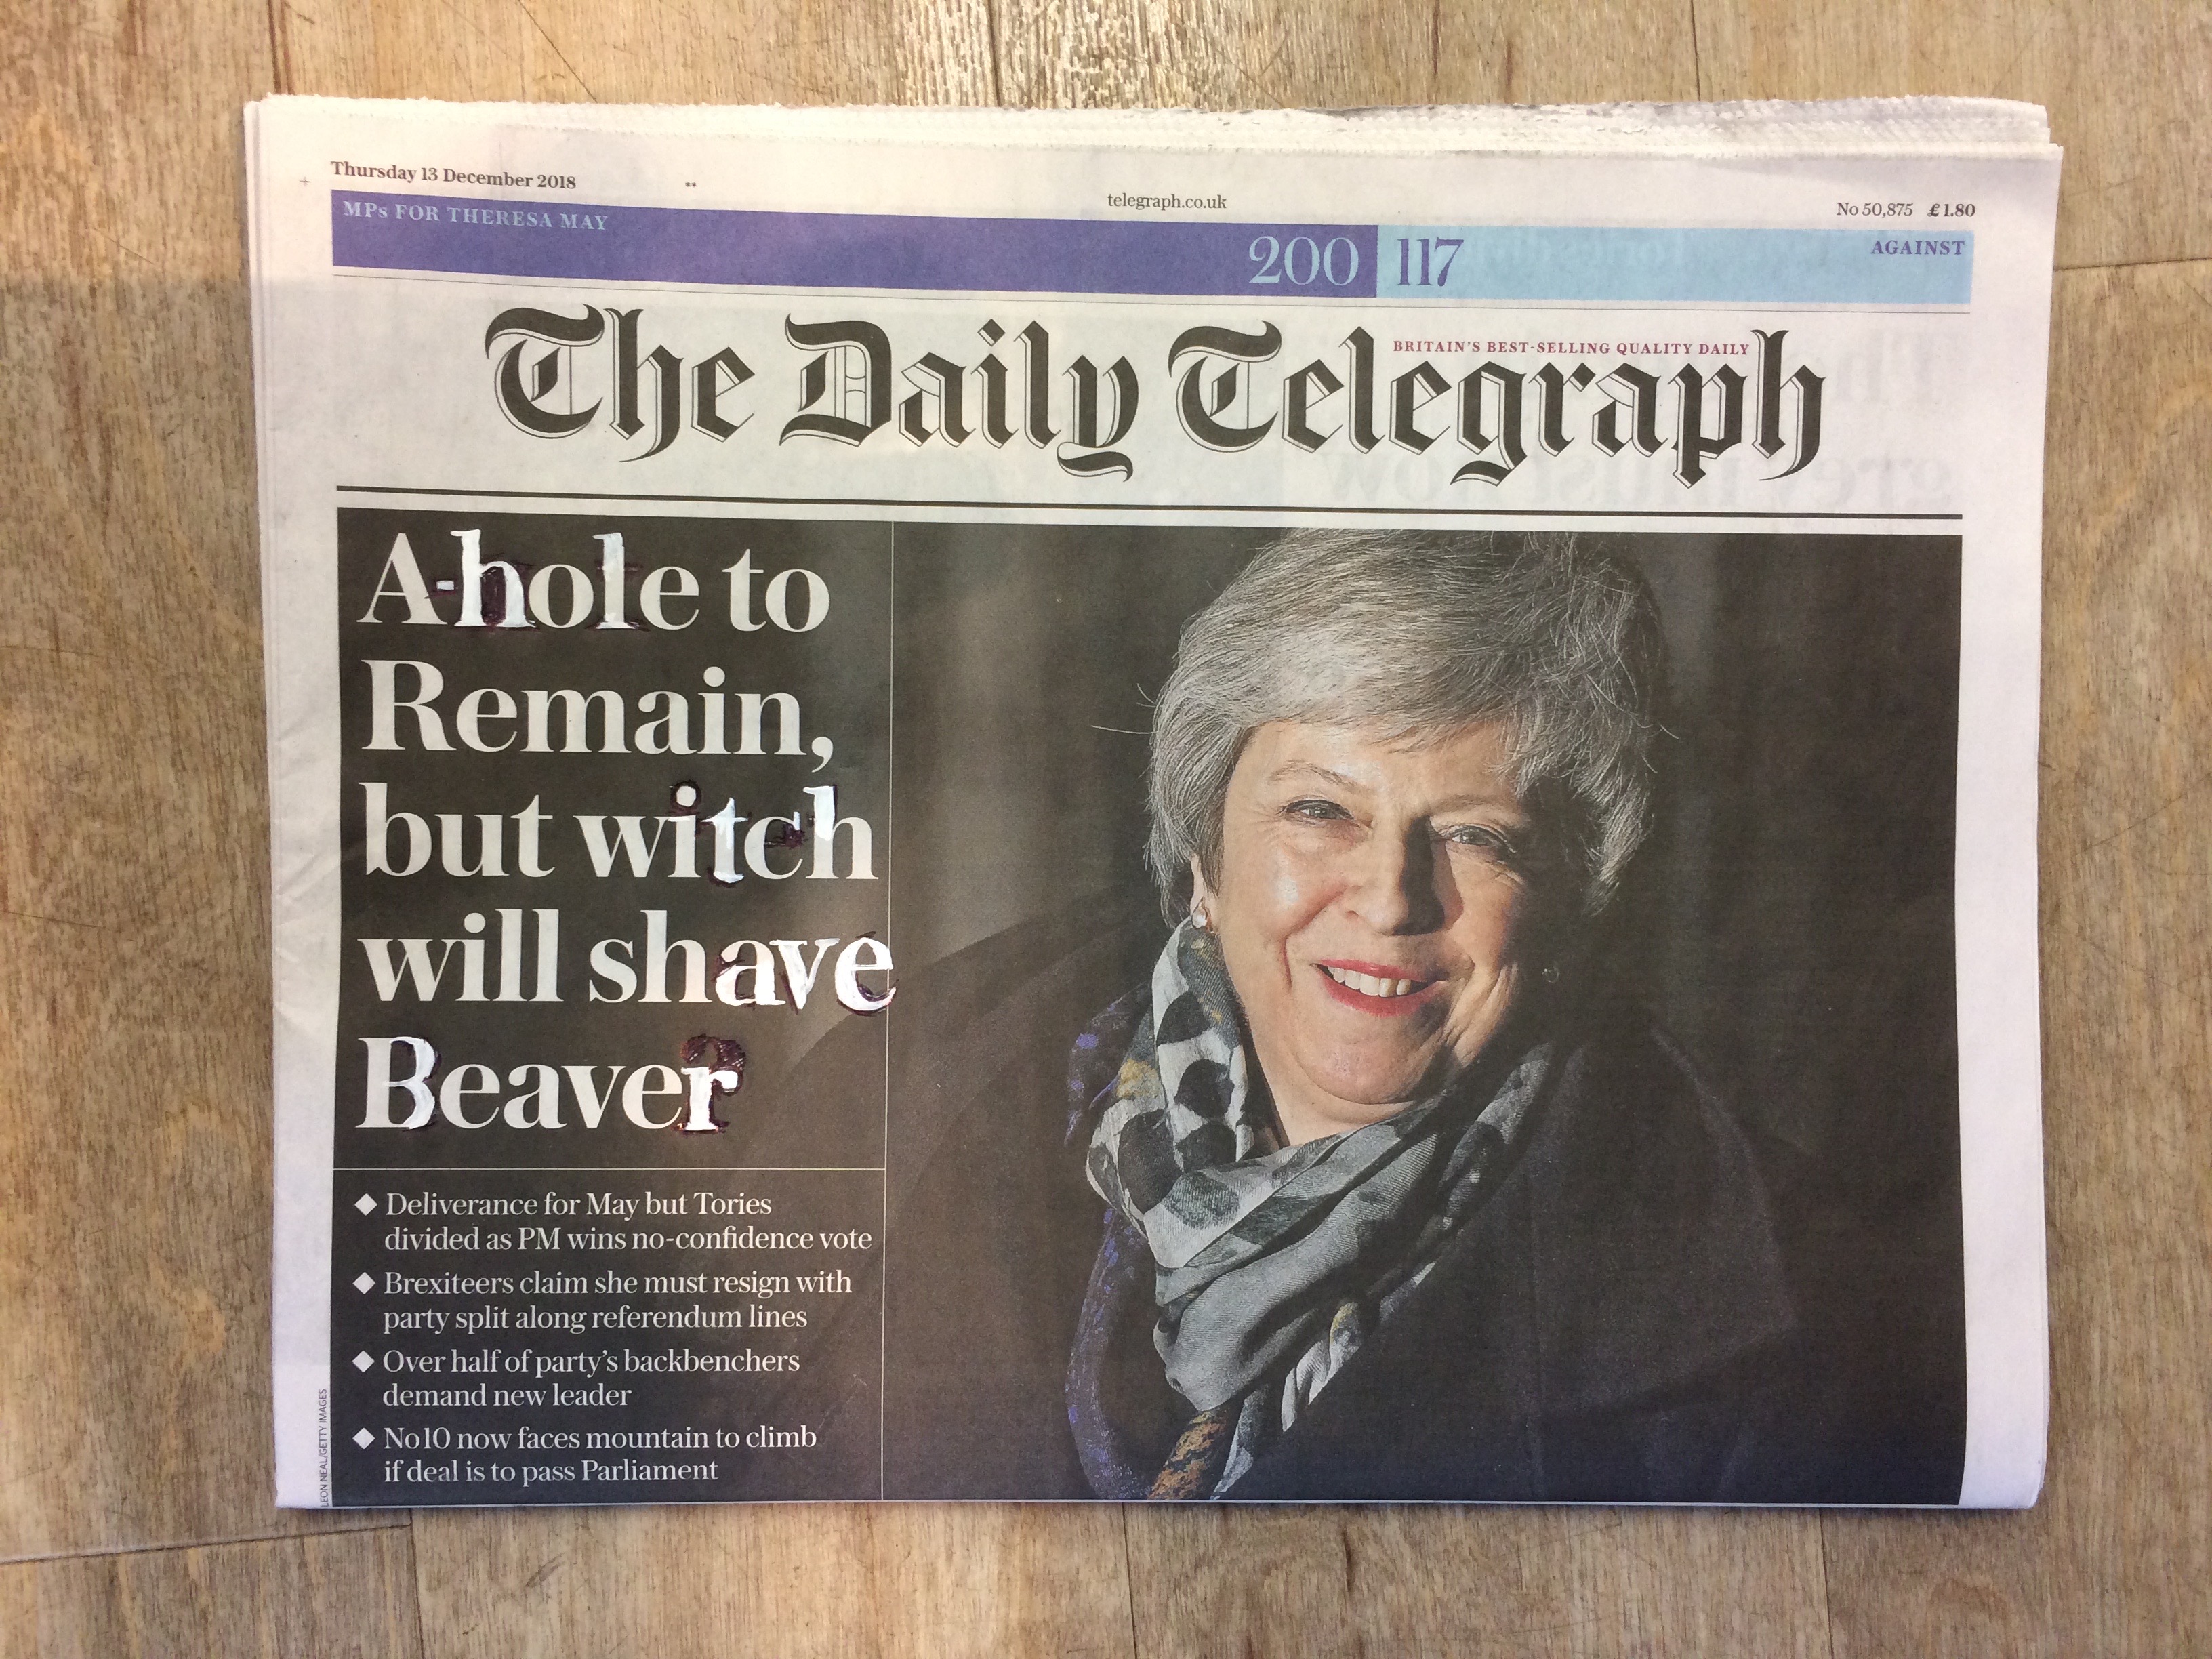 Thursday 13 December 2018
**
telegraph.co.uk
No 50,875 £1.80
MPs FOR THERESA MAY
200
117
AGAINST
The Daily Telegraph
BRITAIN'S BEST-SELLING QUALITY DAILY
A-hole to
Remain,
but witch
will shave
Beaver
◆ Deliverance for May but Tories
divided as PM wins no-confidence vote
◆ Brexiteers claim she must resign with
party split along referendum lines
◆ Over half of party's backbenchers
demand new leader
◆ No10 now faces mountain to climb
if deal is to pass Parliament
LEON NEAL/GETTY IMAGES